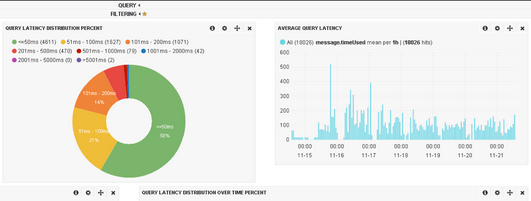 QUERY
FILTERING
QUERY LATENCY DISTRIBUTION PERCENT
<=50ms (4611) 51ms - 100ms (1527) 101ms - 200ms (1071)
201ms - 500ms (470) 501ms - 1000ms (79) 1001ms - 2000ms (42)
2001ms - 5000ms (0) >5001ms (2)
101ms - 200ms
14%
51ms - 100ms
21%
<=50ms
AVERAGE QUERY LATENCY
All (18026) message.timeUsed mean per 1h | (18026 hits)
600
500
400
300
200
100
0
00:00 00:00 00:00 00:00 00:00 00:00 00:00
11-15 11-16 11-17 11-18 11-19 11-20 11-21
QUERY LATENCY DISTRIBUTION OVER TIME PERCENT